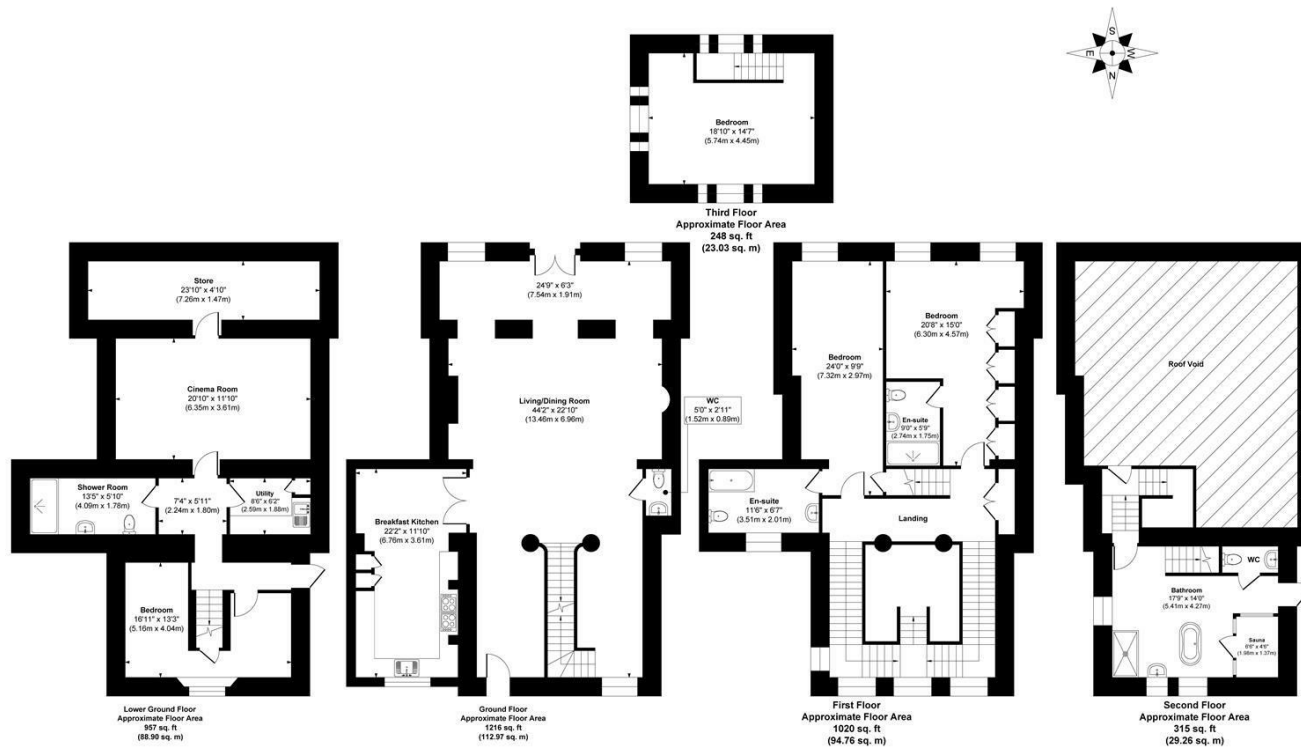 S
E
W
N
Bedroom
18'10" x 14'7"
(5.74m x 4.45m)
Third Floor
Approximate Floor Area
248 sq. ft
(23.03 sq. m)
Store
23'10" x 4'10"
(7.26m x 1.47m)
Cinema Room
20'10" x 11'10"
(6.35m x 3.61m)
Shower Room
13'5" x 5'10"
(4.09m x 1.78m)
7'4" x 5'11"
(2.24m x 1.80m)
Utility
8'6" x 6'2"
(2.59m x 1.88m)
Bedroom
16'11" x 13'3"
(5.16m x 4.04m)
Lower Ground Floor
Approximate Floor Area
957 sq. ft
(88.90 sq. m)
24'9" x 6'3"
(7.54m x 1.91m)
Living/Dining Room
44'2" x 22'10"
(13.46m x 6.96m)
WC
5'0" x 2'11"
(1.52m x 0.89m)
Breakfast Kitchen
22'2" x 11'10"
(6.76m x 3.61m)
Ground Floor
Approximate Floor Area
1216 sq. ft
(112.97 sq. m)
Bedroom
24'0" x 9'9"
(7.32m x 2.97m)
Bedroom
20'8" x 15'0"
(6.30m x 4.57m)
En-suite
9'0" x 5'9"
(2.74m x 1.75m)
En-suite
11'6" x 6'7"
(3.51m x 2.01m)
Landing
First Floor
Approximate Floor Area
1020 sq. ft
(94.76 sq. m)
Roof Void
WC
Bathroom
17'9" x 14'0"
(5.41m x 4.27m)
Sauna
6'6" x 4'6"
(1.98m x 1.37m)
Second Floor
Approximate Floor Area
315 sq. ft
(29.26 sq. m)